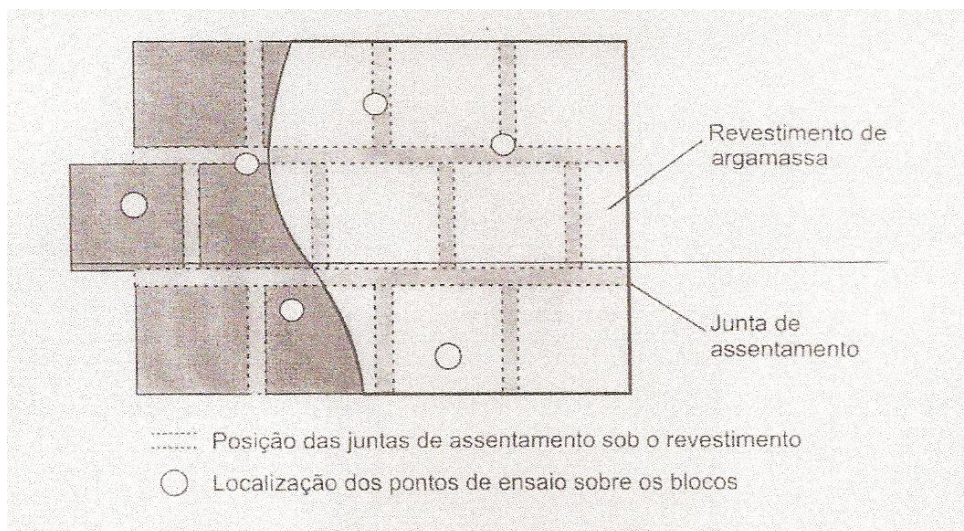 Revestimento de
argamassa
Junta de
assentamento
Posição das juntas de assentamento sob o revestimento
Localização dos pontos de ensaio sobre os blocos